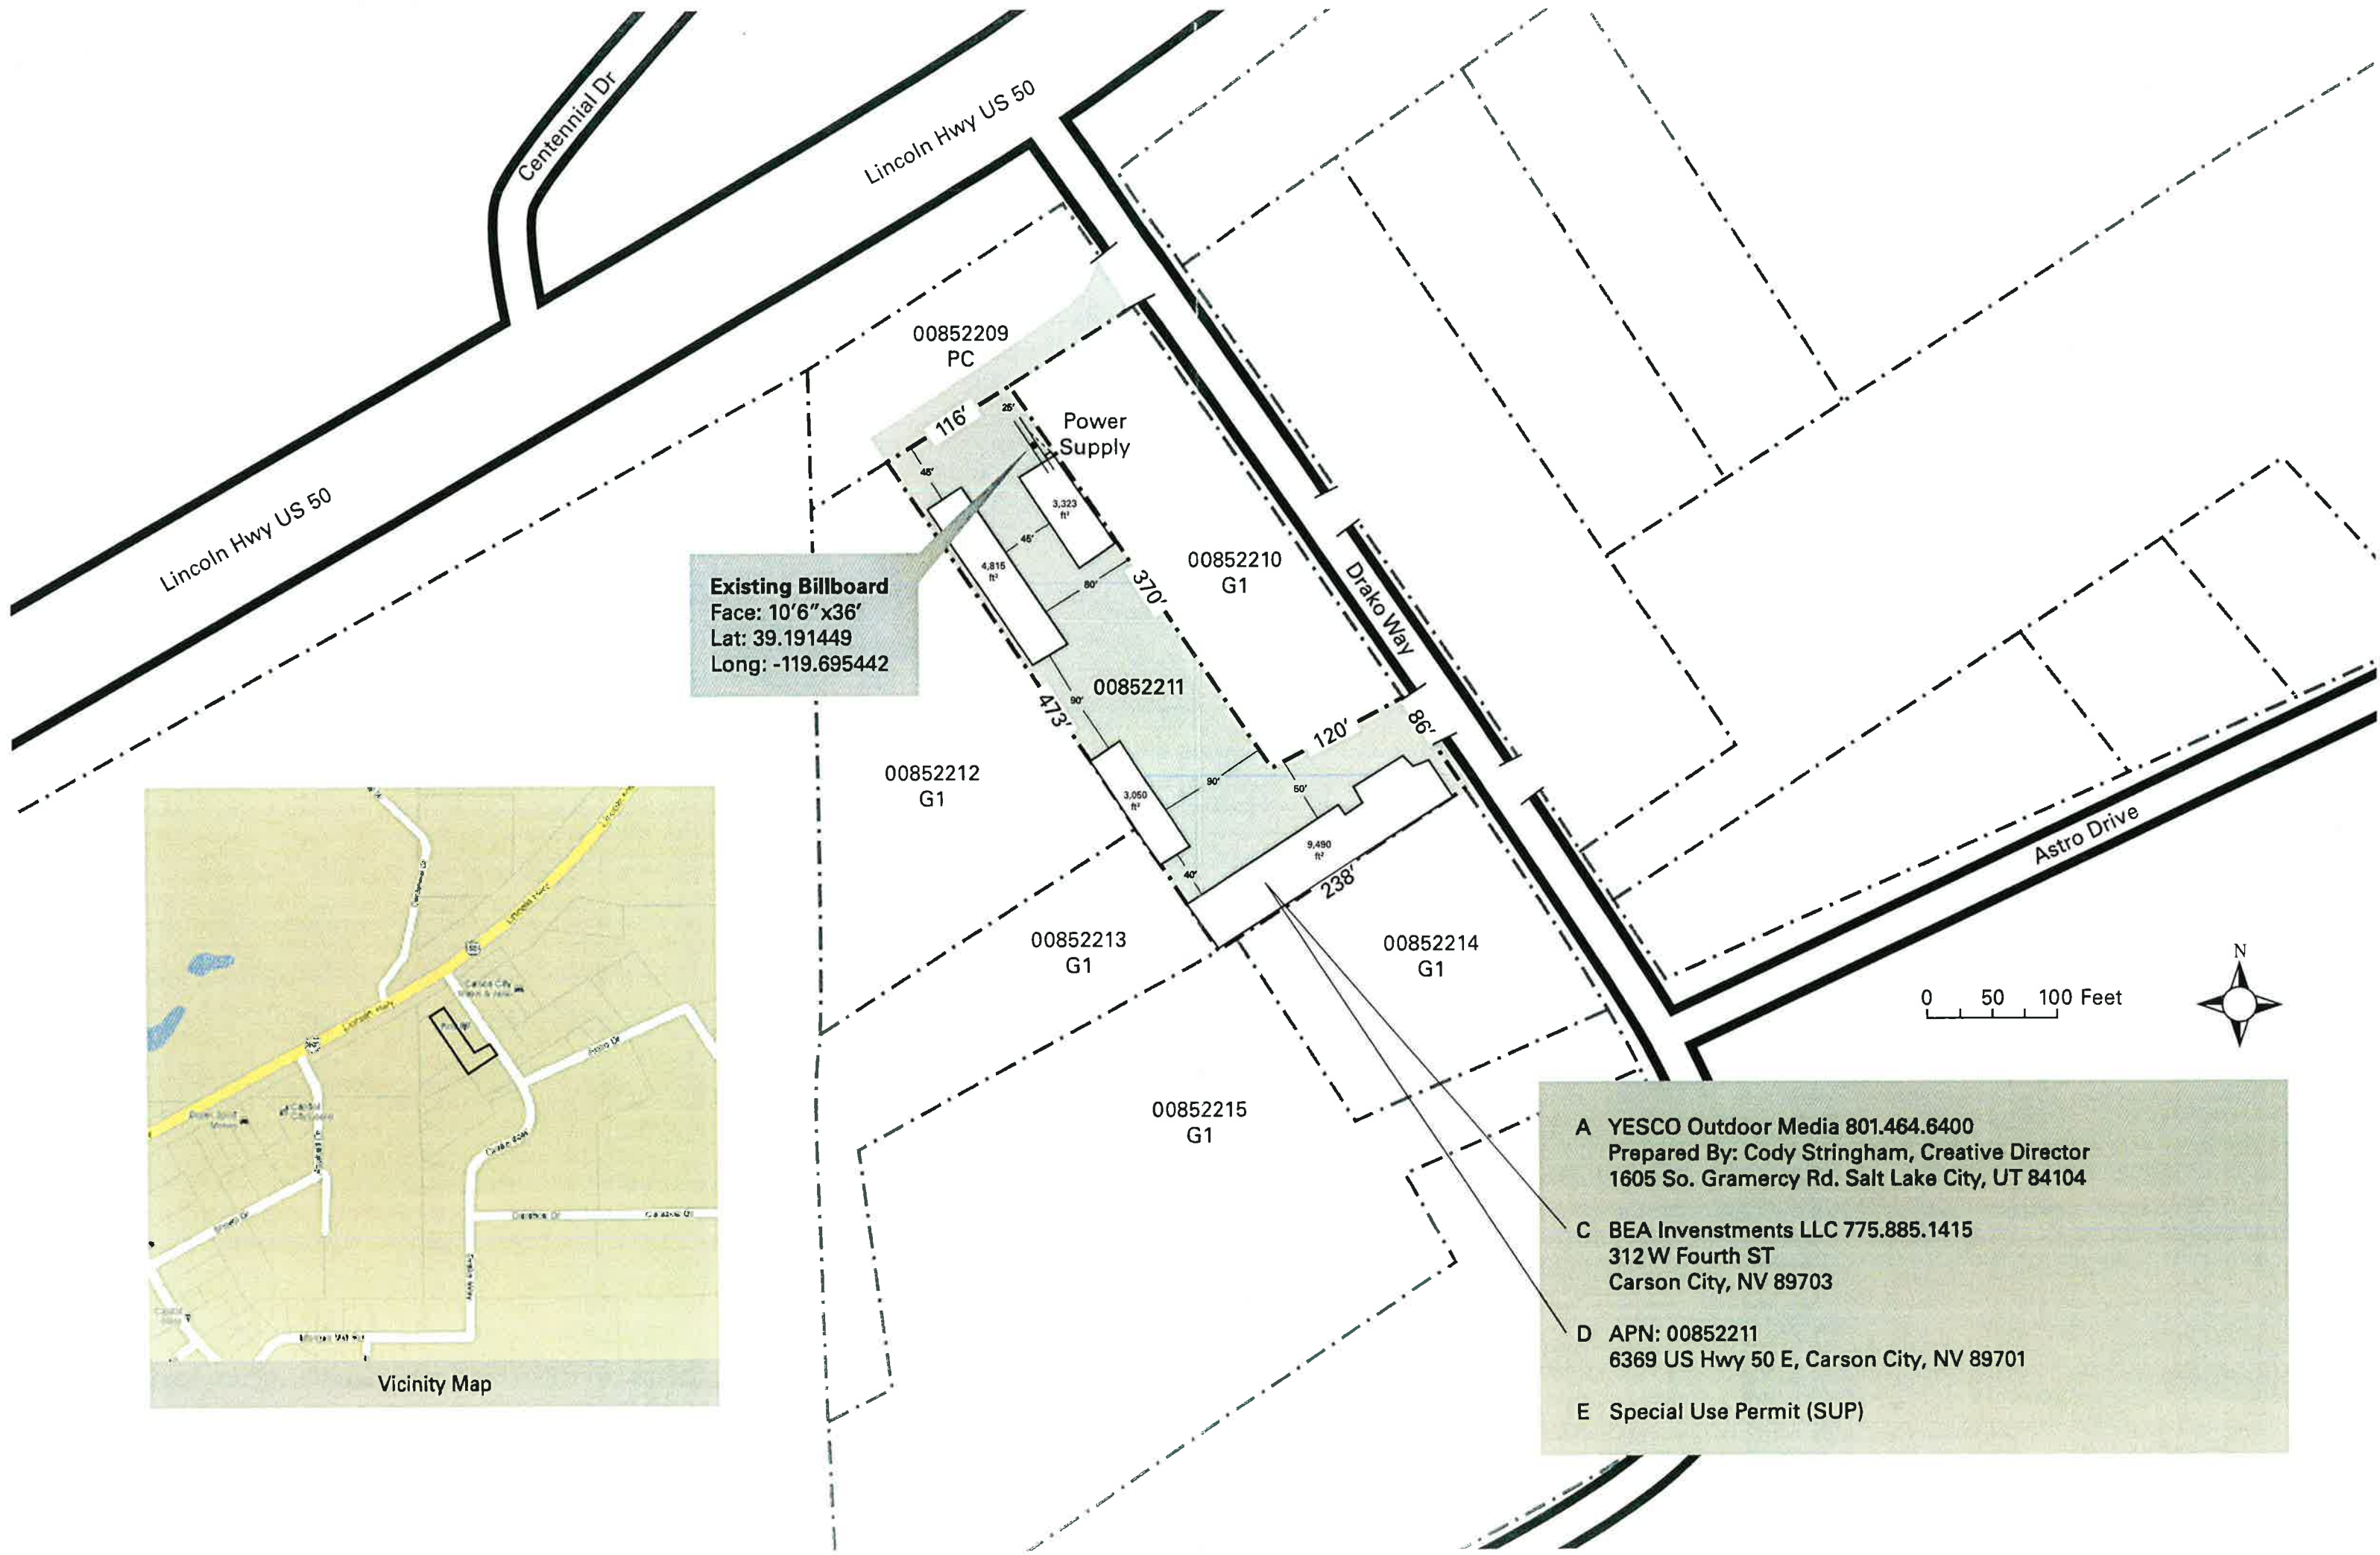 Centennial Dr
Lincoln Hwy US 50
Lincoln Hwy US 50
00852209
PC
116′
25′
Power
Supply
45′
3,323
ft²
45′
4,815
ft²
80′
370′
00852210
G1
Drako Way
Existing Billboard
Face: 10′6″x36′
Lat: 39.191449
Long: -119.695442
00852211
90′
473′
120′
86′
00852212
G1
90′
50′
3,050
ft²
9,490
ft²
40′
238′
Astro Drive
00852213
G1
00852214
G1
00852215
G1
0 50 100 Feet
N
A YESCO Outdoor Media 801.464.6400
Prepared By: Cody Stringham, Creative Director
1605 So. Gramercy Rd. Salt Lake City, UT 84104
C BEA Invenstments LLC 775.885.1415
312 W Fourth ST
Carson City, NV 89703
D APN: 00852211
6369 US Hwy 50 E, Carson City, NV 89701
E Special Use Permit (SUP)
Lincoln Hwy
Carson City
Drako Way
Vicinity Map